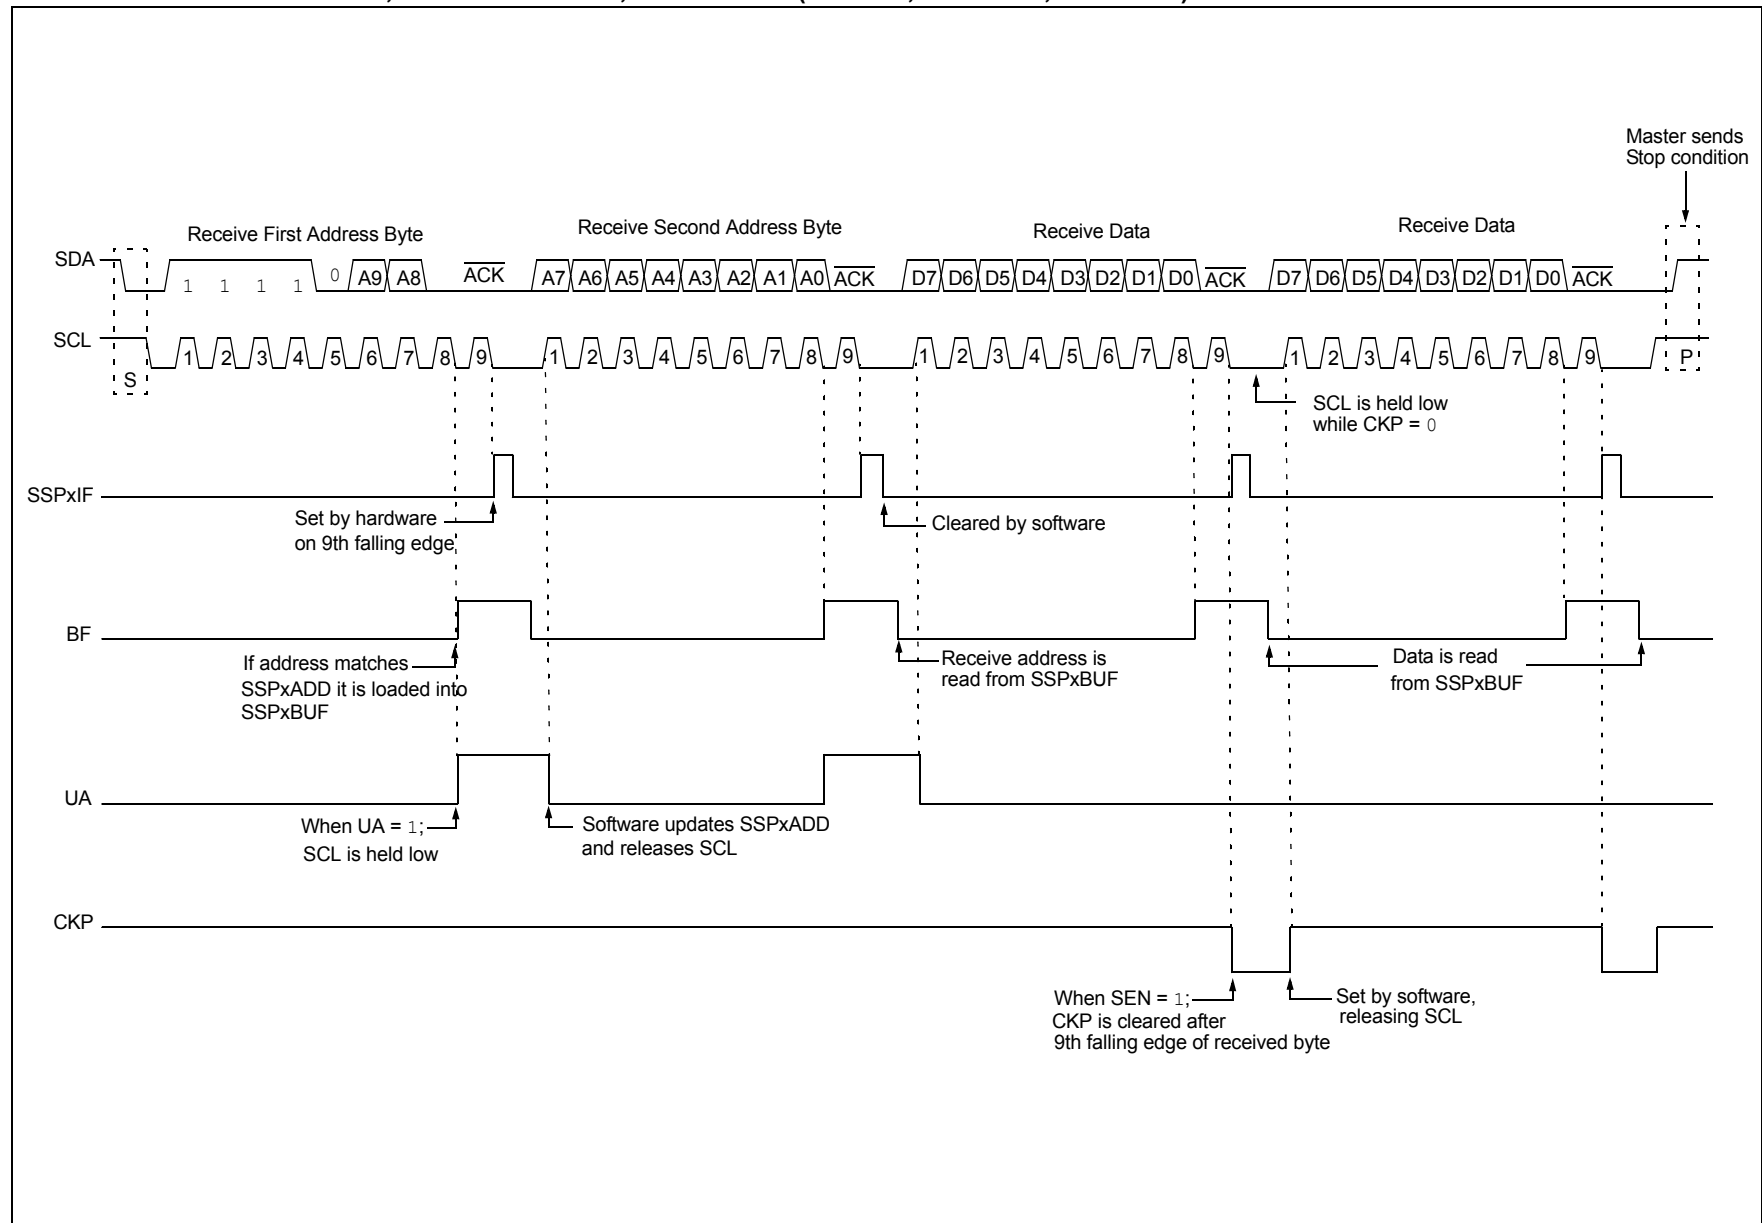 Master sends
Stop condition
Receive First Address Byte
Receive Second Address Byte
Receive Data
Receive Data
SDA
1 1 1 1 0 A9 A8 ACK A7 A6 A5 A4 A3 A2 A1 A0 ACK D7 D6 D5 D4 D3 D2 D1 D0 ACK D7 D6 D5 D4 D3 D2 D1 D0 ACK
SCL
S
1 2 3 4 5 6 7 8 9 1 2 3 4 5 6 7 8 9 1 2 3 4 5 6 7 8 9 1 2 3 4 5 6 7 8 9
P
SCL is held low
while CKP = 0
SSPxIF
Set by hardware
on 9th falling edge
Cleared by software
BF
If address matches
SSPxADD it is loaded into
SSPxBUF
Receive address is
read from SSPxBUF
Data is read
from SSPxBUF
UA
When UA = 1;
SCL is held low
Software updates SSPxADD
and releases SCL
CKP
When SEN = 1;
CKP is cleared after
9th falling edge of received byte
Set by software,
releasing SCL